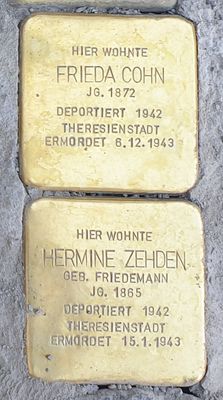 HIER WOHNTE
FRIEDA COHN
JG. 1872
DEPORTIERT 1942
THERESIENSTADT
ERMORDET 6.12.1943
HIER WOHNTE
HERMINE ZEHDEN
GEB. FRIEDEMANN
JG. 1865
DEPORTIERT 1942
THERESIENSTADT
ERMORDET 15.1.1943